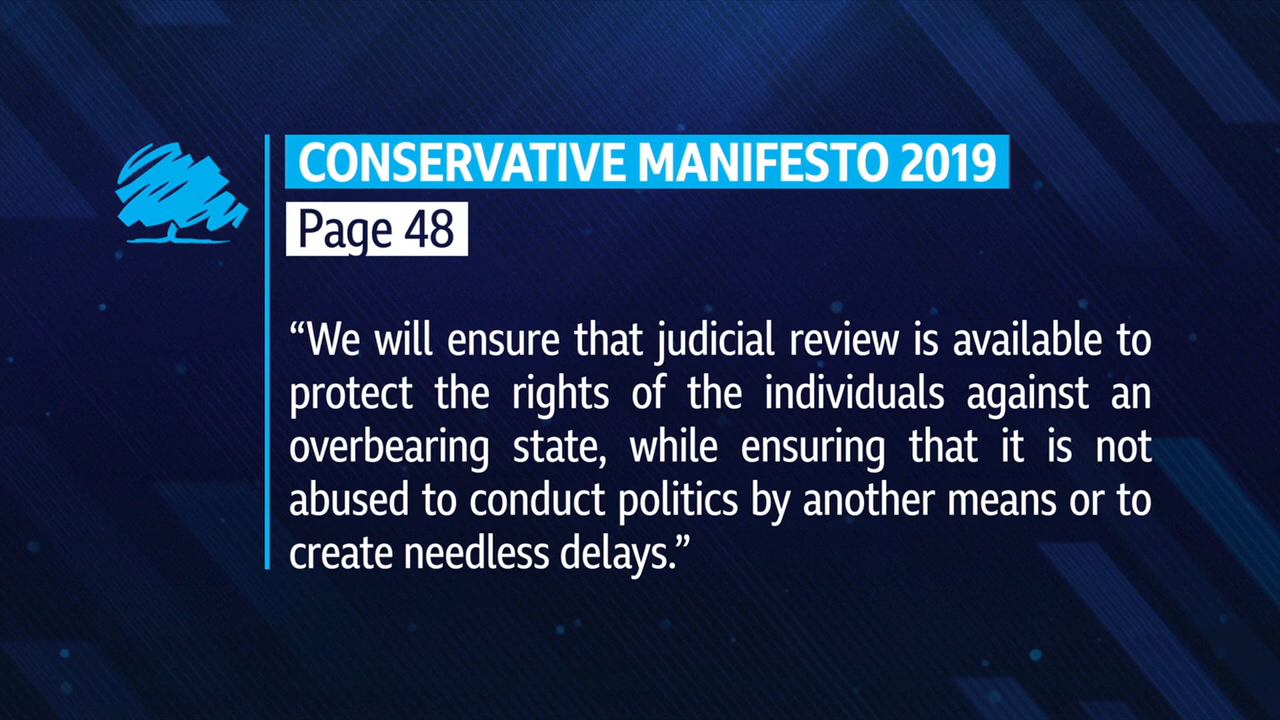 CONSERVATIVE MANIFESTO 2019
Page 48
“We will ensure that judicial review is available to
protect the rights of the individuals against an
overbearing state, while ensuring that it is not
abused to conduct politics by another means or to
create needless delays.”